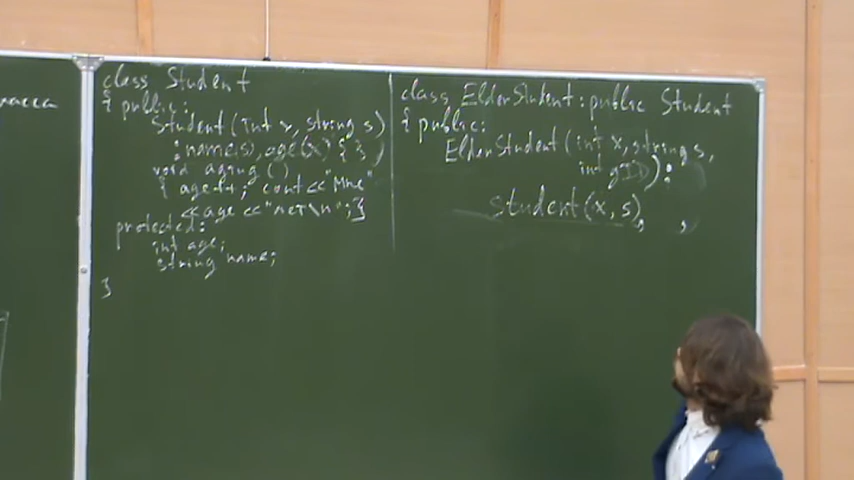 ласса
class Student
{ public:
Student(int x, string s)
:name(s), age(x) { }
void aging ()
{ age++; cout << "Мне"
<< age << "лет\n"; }
protected:
int age;
string name;
}
class ElderStudent: public Student
{ public:
ElderStudent(int x, string s,
int gID):
Student(x, s), ,